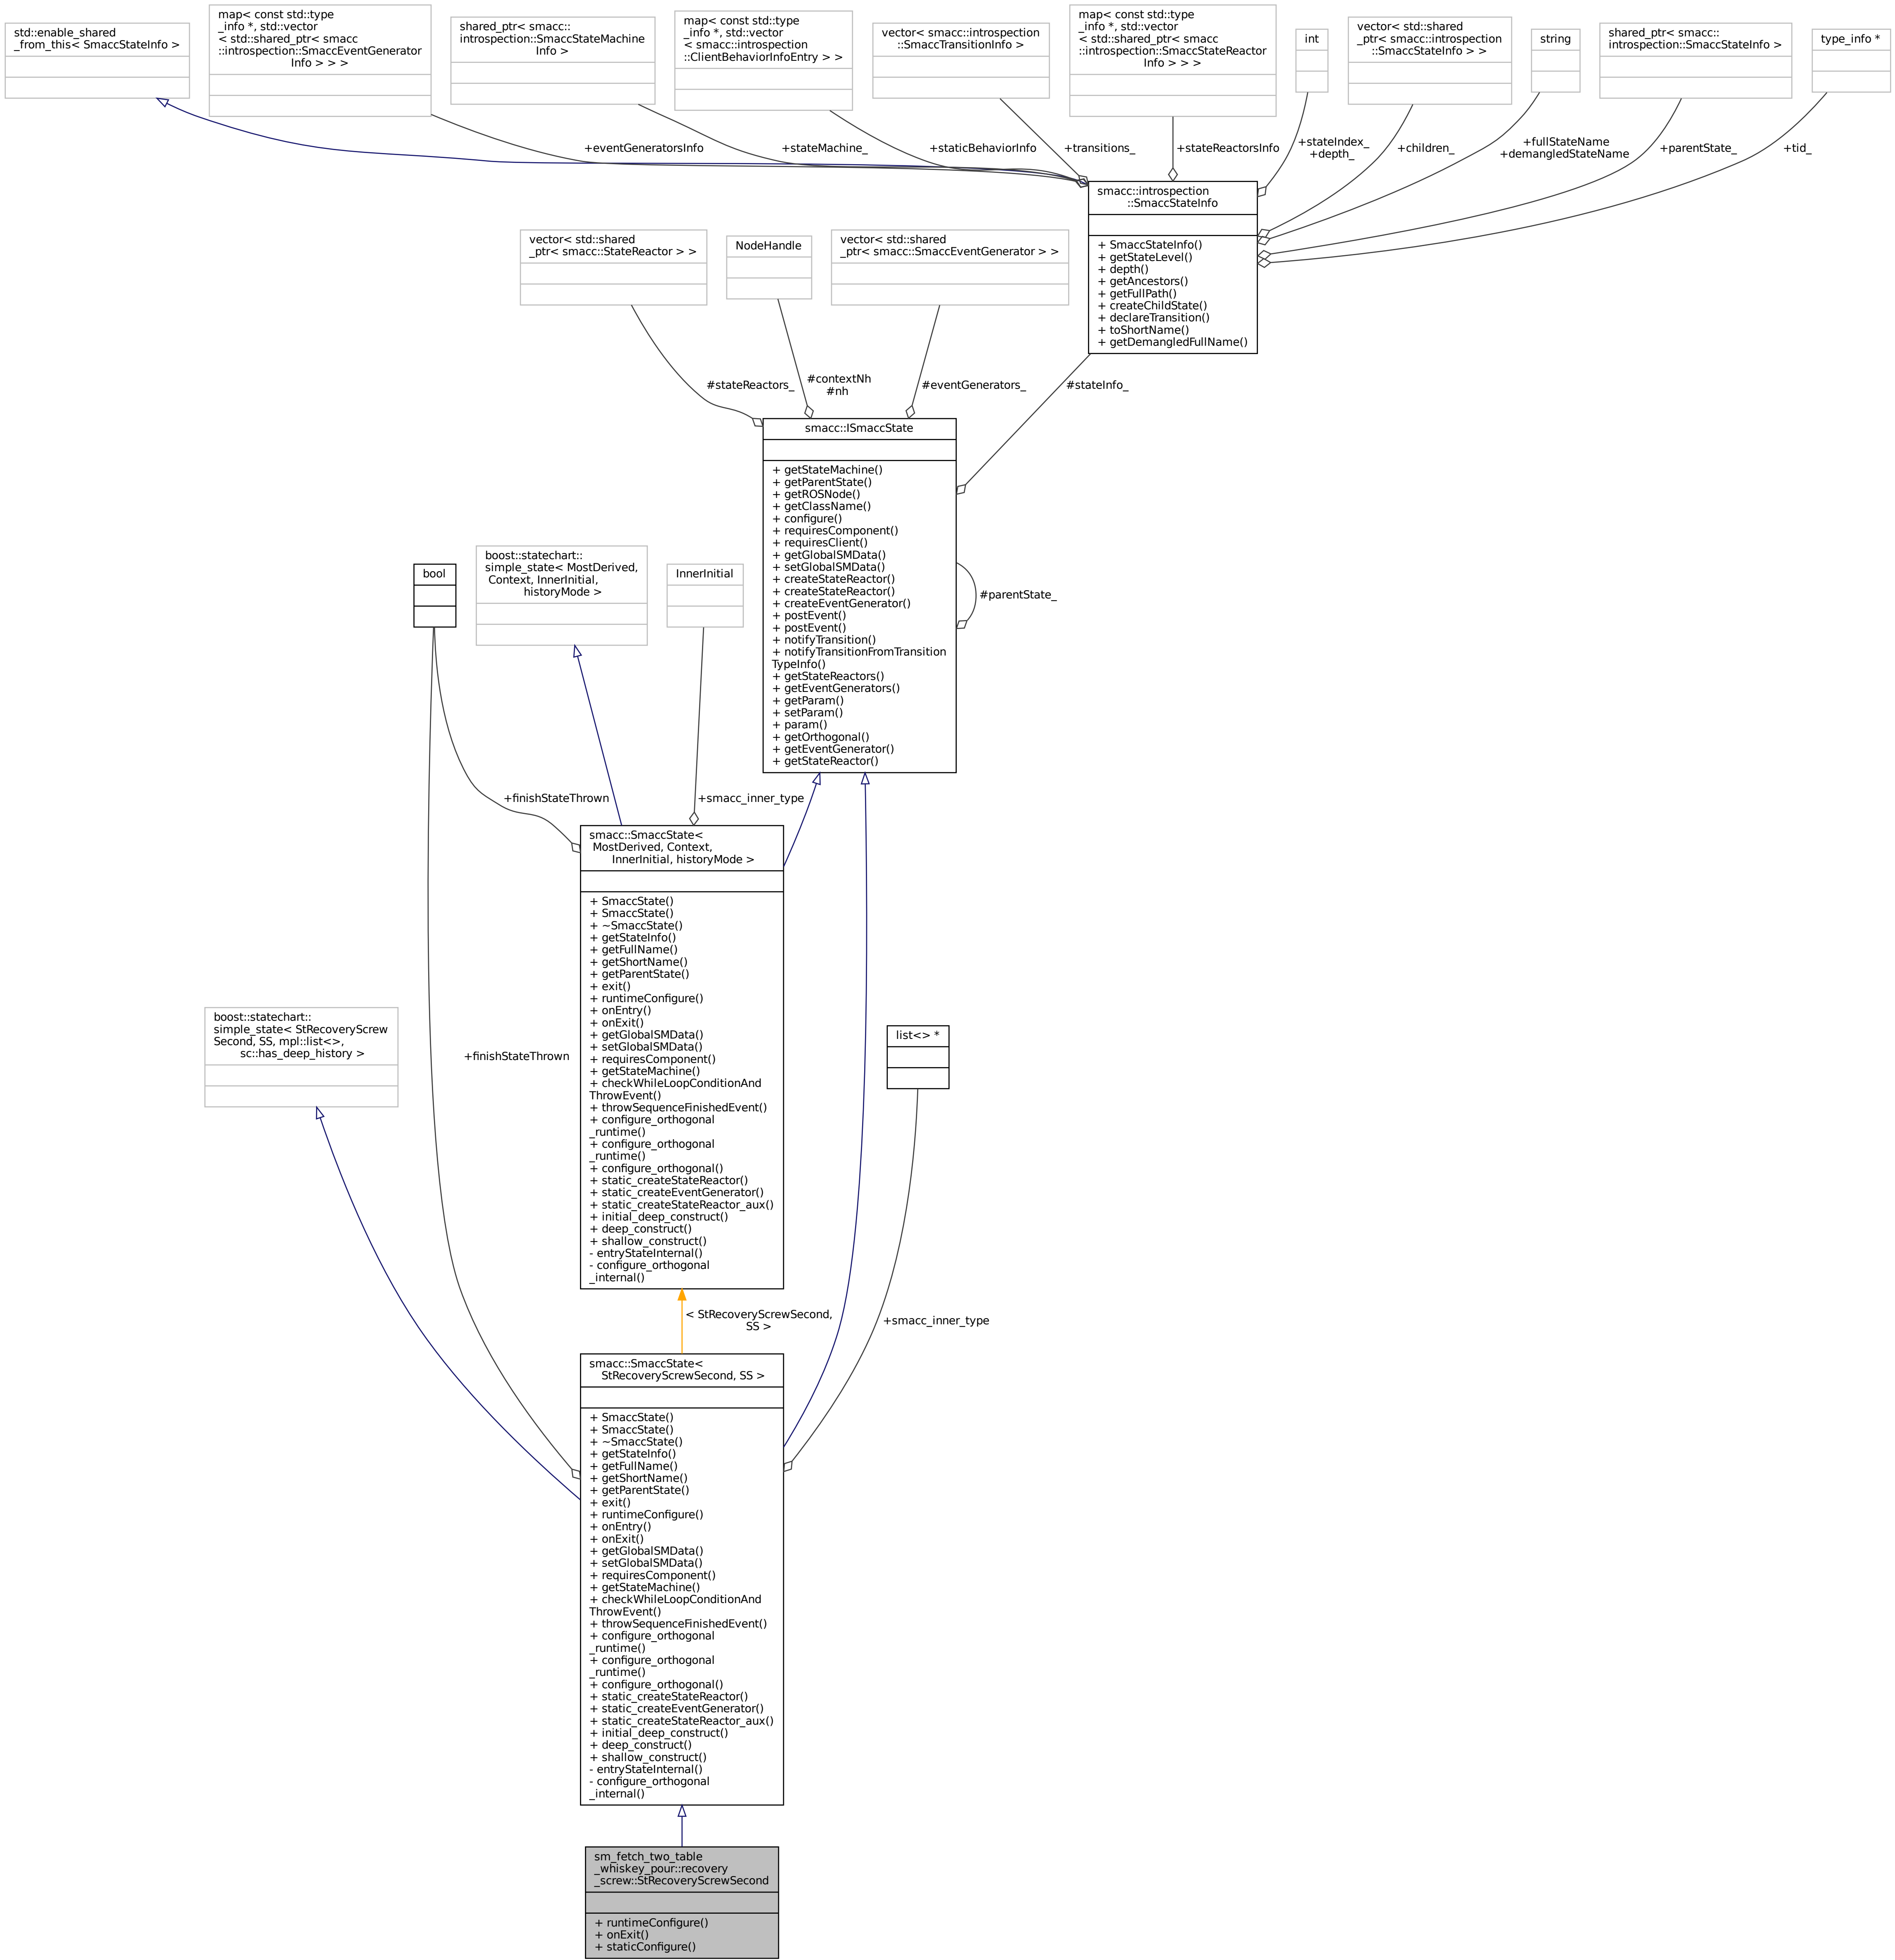 std::enable_shared
_from_this< SmaccStateInfo >
map< const std::type
_info *, std::vector
< std::shared_ptr< smacc
::introspection::SmaccEventGenerator
Info > > >
shared_ptr< smacc::
introspection::SmaccStateMachine
Info >
map< const std::type
_info *, std::vector
< smacc::introspection
::ClientBehaviorInfoEntry > >
vector< smacc::introspection
::SmaccTransitionInfo >
map< const std::type
_info *, std::vector
< std::shared_ptr< smacc
::introspection::SmaccStateReactor
Info > > >
int
vector< std::shared
_ptr< smacc::introspection
::SmaccStateInfo > >
string
shared_ptr< smacc::
introspection::SmaccStateInfo >
type_info *
+eventGeneratorsInfo
+stateMachine_
+staticBehaviorInfo
+transitions_
+stateReactorsInfo
+stateIndex_
+depth_
+children_
+fullStateName
+demangledStateName
+parentState_
+tid_
smacc::introspection
::SmaccStateInfo
+ SmaccStateInfo()
+ getStateLevel()
+ depth()
+ getAncestors()
+ getFullPath()
+ createChildState()
+ declareTransition()
+ toShortName()
+ getDemangledFullName()
vector< std::shared
_ptr< smacc::StateReactor > >
NodeHandle
vector< std::shared
_ptr< smacc::SmaccEventGenerator > >
#stateReactors_
#contextNh
#nh
#eventGenerators_
#stateInfo_
smacc::ISmaccState
+ getStateMachine()
+ getParentState()
+ getROSNode()
+ getClassName()
+ configure()
+ requiresComponent()
+ requiresClient()
+ getGlobalSMData()
+ setGlobalSMData()
+ createStateReactor()
+ createStateReactor()
+ createEventGenerator()
+ postEvent()
+ postEvent()
+ notifyTransition()
+ notifyTransitionFromTransition
TypeInfo()
+ getStateReactors()
+ getEventGenerators()
+ getParam()
+ setParam()
+ param()
+ getOrthogonal()
+ getEventGenerator()
+ getStateReactor()
#parentState_
bool
boost::statechart::
simple_state< MostDerived,
Context, InnerInitial,
historyMode >
InnerInitial
+finishStateThrown
+smacc_inner_type
smacc::SmaccState<
MostDerived, Context,
InnerInitial, historyMode >
+ SmaccState()
+ SmaccState()
+ ~SmaccState()
+ getStateInfo()
+ getFullName()
+ getShortName()
+ getParentState()
+ exit()
+ runtimeConfigure()
+ onEntry()
+ onExit()
+ getGlobalSMData()
+ setGlobalSMData()
+ requiresComponent()
+ getStateMachine()
+ checkWhileLoopConditionAnd
ThrowEvent()
+ throwSequenceFinishedEvent()
+ configure_orthogonal
_runtime()
+ configure_orthogonal
_runtime()
+ configure_orthogonal()
+ static_createStateReactor()
+ static_createEventGenerator()
+ static_createStateReactor_aux()
+ initial_deep_construct()
+ deep_construct()
+ shallow_construct()
- entryStateInternal()
- configure_orthogonal
_internal()
boost::statechart::
simple_state< StRecoveryScrew
Second, SS, mpl::list<>,
sc::has_deep_history >
+finishStateThrown
list<> *
< StRecoveryScrewSecond,
SS >
+smacc_inner_type
smacc::SmaccState<
StRecoveryScrewSecond, SS >
+ SmaccState()
+ SmaccState()
+ ~SmaccState()
+ getStateInfo()
+ getFullName()
+ getShortName()
+ getParentState()
+ exit()
+ runtimeConfigure()
+ onEntry()
+ onExit()
+ getGlobalSMData()
+ setGlobalSMData()
+ requiresComponent()
+ getStateMachine()
+ checkWhileLoopConditionAnd
ThrowEvent()
+ throwSequenceFinishedEvent()
+ configure_orthogonal
_runtime()
+ configure_orthogonal
_runtime()
+ configure_orthogonal()
+ static_createStateReactor()
+ static_createEventGenerator()
+ static_createStateReactor_aux()
+ initial_deep_construct()
+ deep_construct()
+ shallow_construct()
- entryStateInternal()
- configure_orthogonal
_internal()
sm_fetch_two_table
_whiskey_pour::recovery
_screw::StRecoveryScrewSecond
+ runtimeConfigure()
+ onExit()
+ staticConfigure()